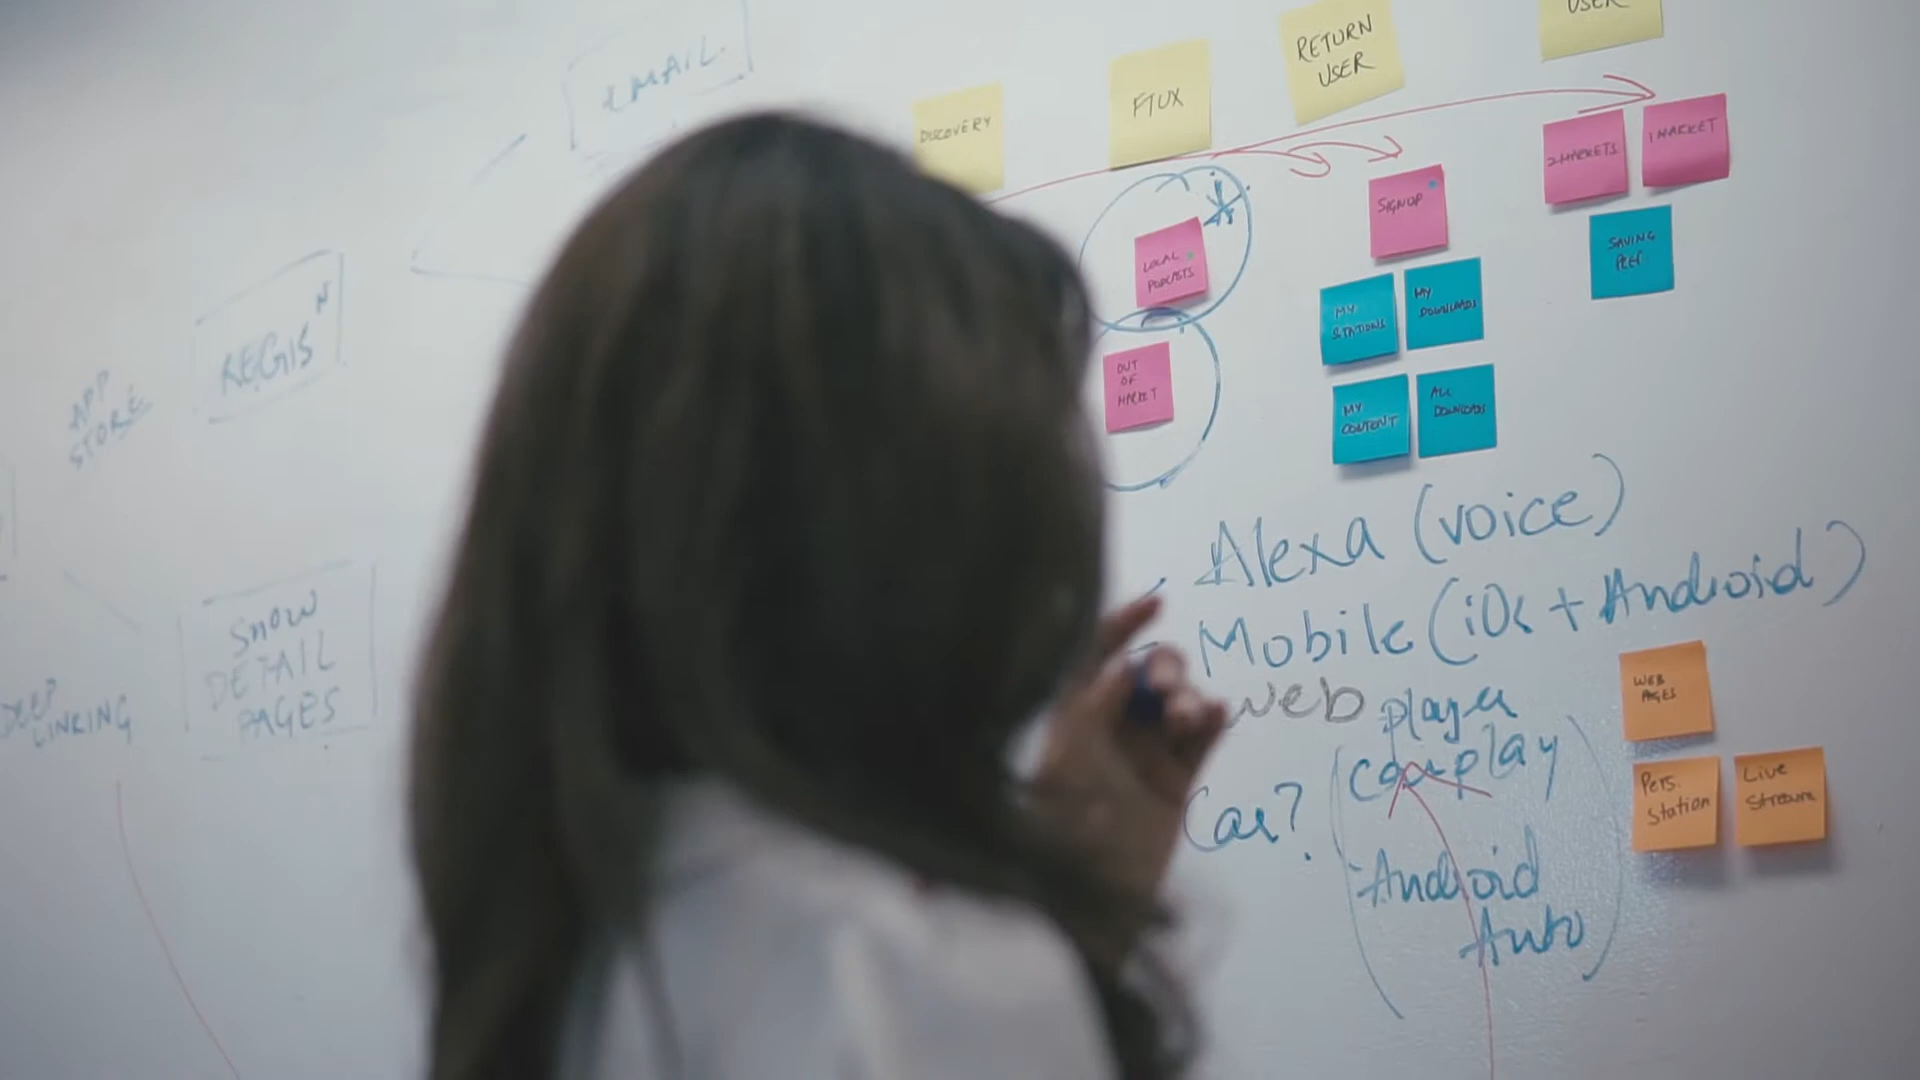 EMAIL
DISCOVERY
FTUX
RETURN
USER
USER
2 MARKETS
1 MARKET
SIGNUP
LOCAL
PODCASTS
SAVING
PREF
MY
STATIONS
MY
DOWNLOADS
OUT
OF
MARKET
MY
CONTENT
ALL
DOWNLOADS
REGIS N
APP
STORE
SHOW
DETAIL
PAGES
DEEP
LINKING
Alexa (voice)
Mobile (iOs + Android)
web player
Car? (carplay
Android
Auto)
WEB
PAGES
Pers.
Station
Live
Stream